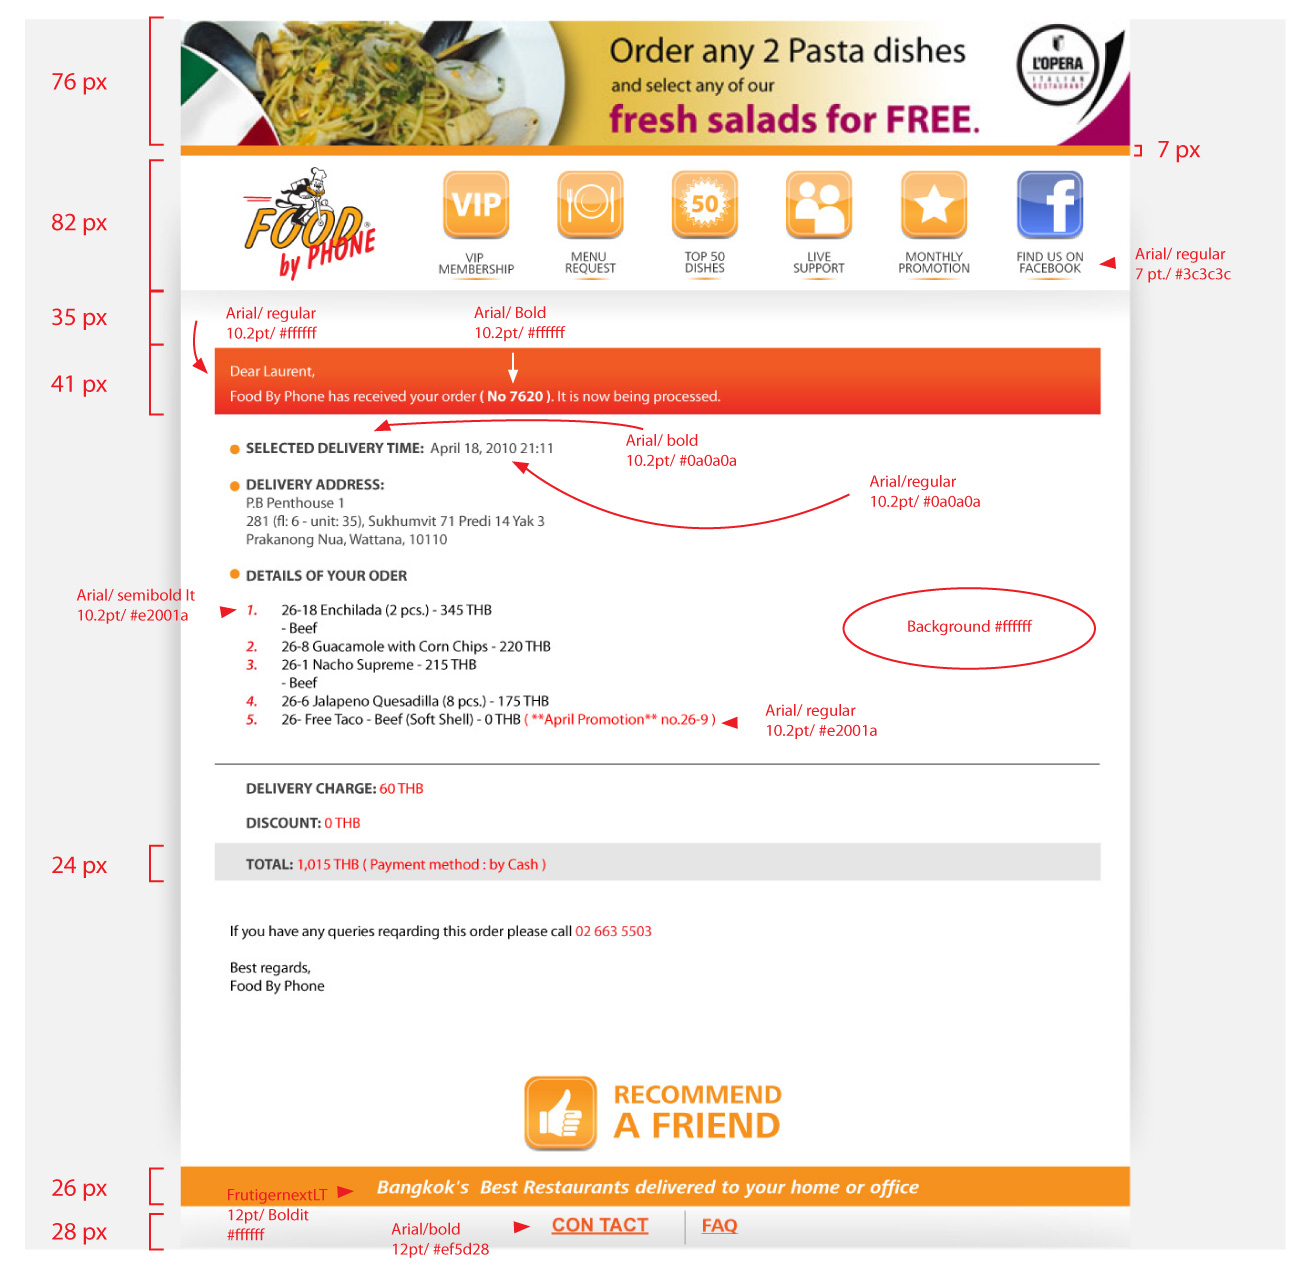 76 px
Order any 2 Pasta dishes
and select any of our
fresh salads for FREE.
L'OPERA
ITALIAN
RESTAURANT
7 px
82 px
FOOD®
by PHONE
VIP
VIP
MEMBERSHIP
MENU
REQUEST
50
TOP 50
DISHES
LIVE
SUPPORT
MONTHLY
PROMOTION
f
FIND US ON
FACEBOOK
Arial/ regular
7 pt./ #3c3c3c
35 px
Arial/ regular
10.2pt/ #ffffff
Arial/ Bold
10.2pt/ #ffffff
41 px
Dear Laurent,
Food By Phone has received your order ( No 7620 ). It is now being processed.
SELECTED DELIVERY TIME: April 18, 2010 21:11
Arial/ bold
10.2pt/ #0a0a0a
Arial/regular
10.2pt/ #0a0a0a
DELIVERY ADDRESS:
P.B Penthouse 1
281 (fl: 6 - unit: 35), Sukhumvit 71 Predi 14 Yak 3
Prakanong Nua, Wattana, 10110
DETAILS OF YOUR ODER
Arial/ semibold It
10.2pt/ #e2001a
1. 26-18 Enchilada (2 pcs.) - 345 THB
- Beef
2. 26-8 Guacamole with Corn Chips - 220 THB
3. 26-1 Nacho Supreme - 215 THB
- Beef
4. 26-6 Jalapeno Quesadilla (8 pcs.) - 175 THB
5. 26- Free Taco - Beef (Soft Shell) - 0 THB ( **April Promotion** no.26-9 )
Background #ffffff
Arial/ regular
10.2pt/ #e2001a
DELIVERY CHARGE: 60 THB
DISCOUNT: 0 THB
24 px
TOTAL: 1,015 THB ( Payment method : by Cash )
If you have any queries reqarding this order please call 02 663 5503
Best regards,
Food By Phone
RECOMMEND
A FRIEND
26 px
Bangkok's Best Restaurants delivered to your home or office
FrutigernextLT
12pt/ Boldit
#ffffff
28 px
Arial/bold
12pt/ #ef5d28
CON TACT
FAQ